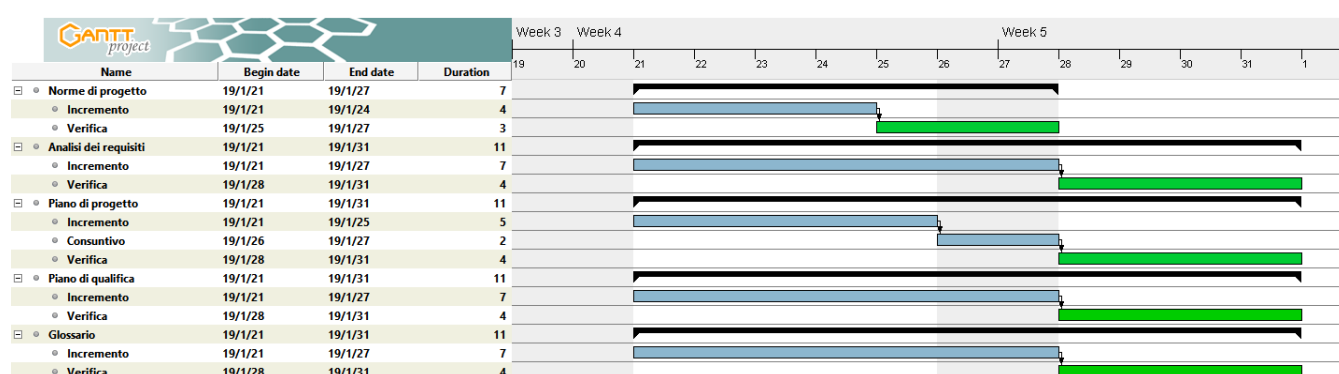 GANTT
project
Week 3 Week 4 Week 5
Name Begin date End date Duration
19 20 21 22 23 24 25 26 27 28 29 30 31 1
Norme di progetto 19/1/21 19/1/27 7
Incremento 19/1/21 19/1/24 4
Verifica 19/1/25 19/1/27 3
Analisi dei requisiti 19/1/21 19/1/31 11
Incremento 19/1/21 19/1/27 7
Verifica 19/1/28 19/1/31 4
Piano di progetto 19/1/21 19/1/31 11
Incremento 19/1/21 19/1/25 5
Consuntivo 19/1/26 19/1/27 2
Verifica 19/1/28 19/1/31 4
Piano di qualifica 19/1/21 19/1/31 11
Incremento 19/1/21 19/1/27 7
Verifica 19/1/28 19/1/31 4
Glossario 19/1/21 19/1/31 11
Incremento 19/1/21 19/1/27 7
Verifica 19/1/28 19/1/31 4